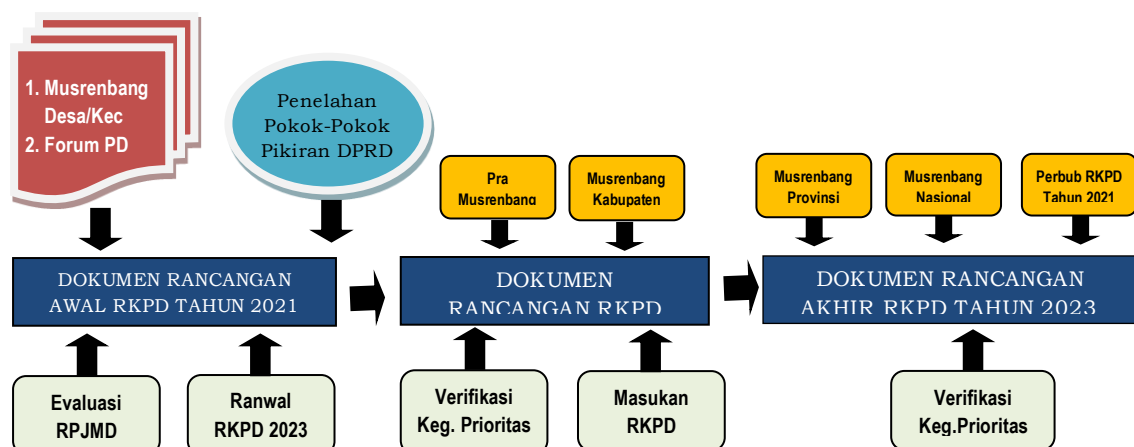 1. Musrenbang
Desa/Kec
2. Forum PD
Penelahan
Pokok-Pokok
Pikiran DPRD
Pra
Musrenbang
Musrenbang
Kabupaten
Musrenbang
Provinsi
Musrenbang
Nasional
Perbub RKPD
Tahun 2021
DOKUMEN RANCANGAN
AWAL RKPD TAHUN 2021
DOKUMEN
RANCANGAN RKPD
DOKUMEN RANCANGAN
AKHIR RKPD TAHUN 2023
Evaluasi
RPJMD
Ranwal
RKPD 2023
Verifikasi
Keg. Prioritas
Masukan
RKPD
Verifikasi
Keg.Prioritas